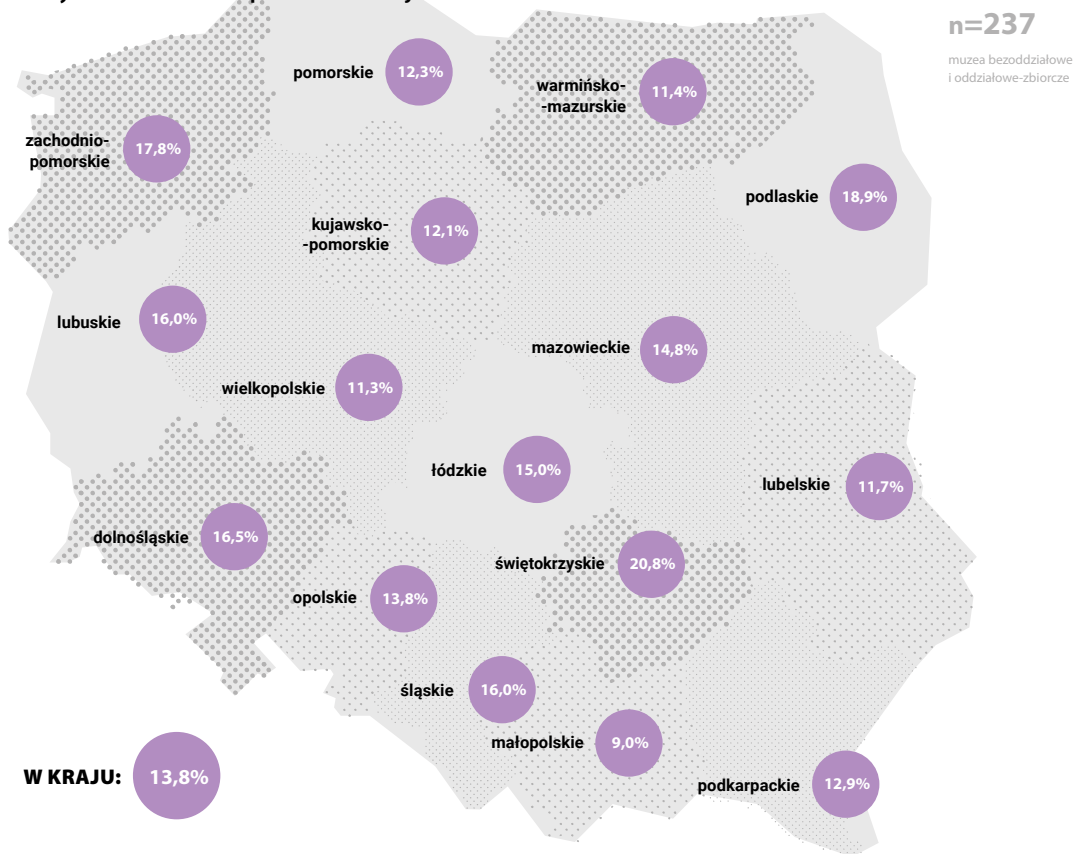 n=237
muzea bezoddziałowe
i oddziałowe-zbiorcze
pomorskie
12,3%
warmińsko-
-mazurskie
11,4%
zachodnio-
pomorskie
17,8%
podlaskie
18,9%
kujawsko-
-pomorskie
12,1%
lubuskie
16,0%
mazowieckie
14,8%
wielkopolskie
11,3%
łódzkie
15,0%
lubelskie
11,7%
dolnośląskie
16,5%
świętokrzyskie
20,8%
opolskie
13,8%
śląskie
16,0%
małopolskie
9,0%
W KRAJU:
13,8%
podkarpackie
12,9%